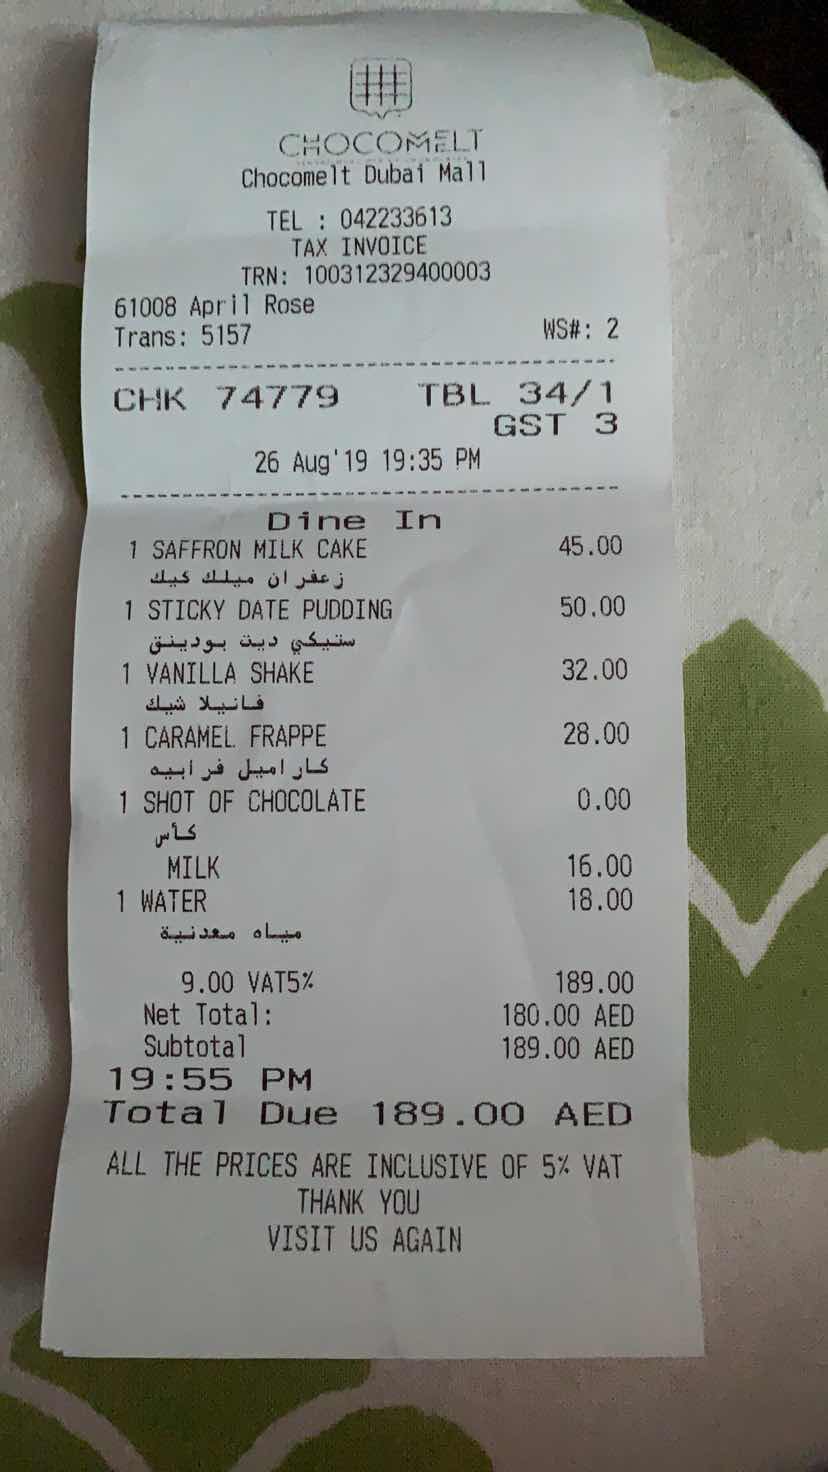 CHOCOMELT
Chocomelt Dubai Mall
TEL : 042233613
TAX INVOICE
TRN: 100312329400003
61008 April Rose
Trans: 5157 WS#: 2
CHK 74779 TBL 34/1
GST 3
26 Aug'19 19:35 PM
Dine In
1 SAFFRON MILK CAKE 45.00
زعفران ميلك كيك
1 STICKY DATE PUDDING 50.00
ستيكي ديت بودينق
1 VANILLA SHAKE 32.00
فانيلا شيك
1 CARAMEL FRAPPE 28.00
كاراميل فرابيه
1 SHOT OF CHOCOLATE 0.00
كأس
MILK 16.00
1 WATER 18.00
مياه معدنية
9.00 VAT5% 189.00
Net Total: 180.00 AED
Subtotal 189.00 AED
19:55 PM
Total Due 189.00 AED
ALL THE PRICES ARE INCLUSIVE OF 5% VAT
THANK YOU
VISIT US AGAIN